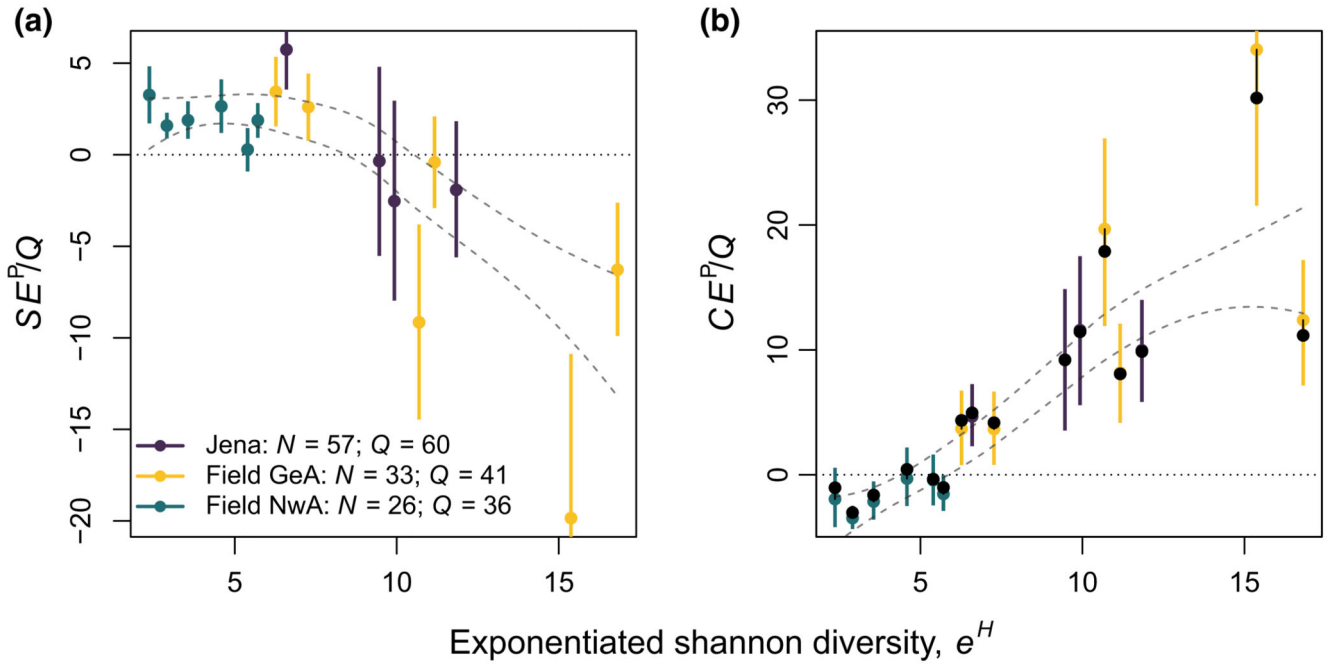 (a)
(b)
SE^P/Q
5
0
−5
−10
−15
−20
Jena: N = 57; Q = 60
Field GeA: N = 33; Q = 41
Field NwA: N = 26; Q = 36
5 10 15
CE^P/Q
30
20
10
0
5 10 15
Exponentiated shannon diversity, e^H